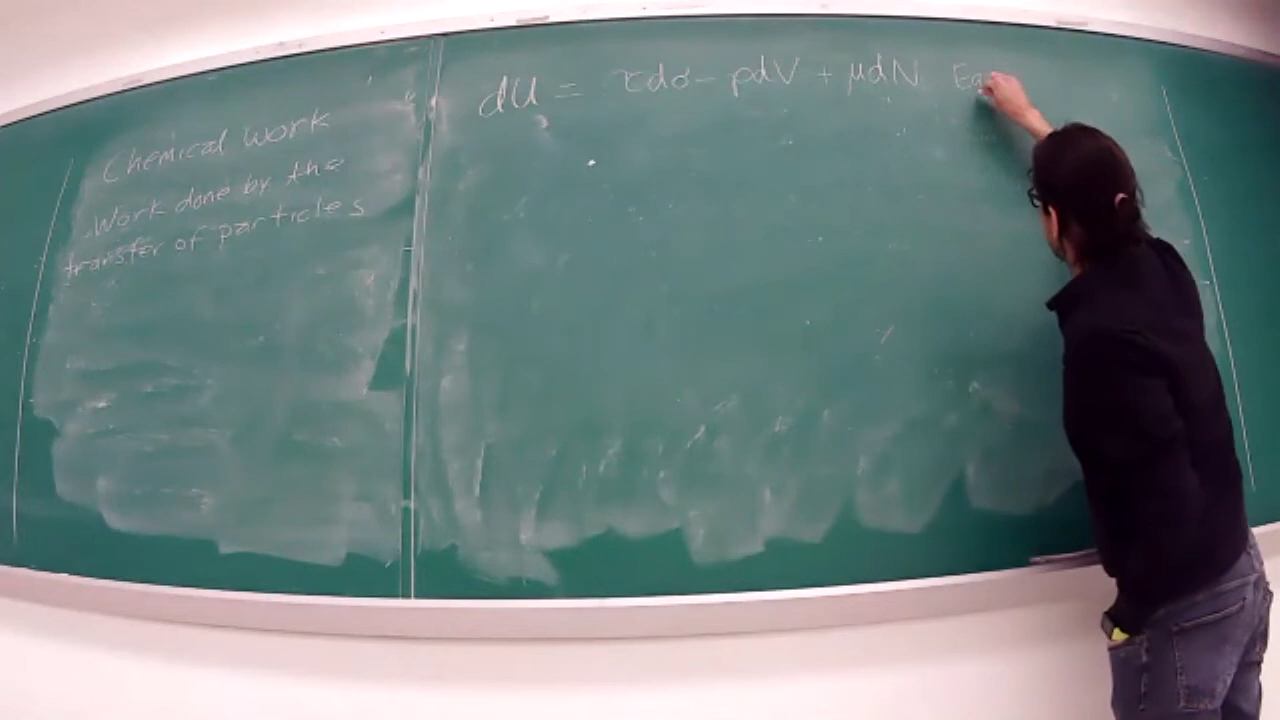 Chemical work
-Work done by the
transfer of particles
dU = τdσ - pdV + μdN